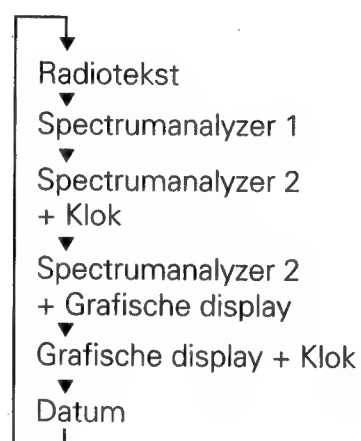 Radiotekst
Spectrumanalyzer 1
Spectrumanalyzer 2
+ Klok
Spectrumanalyzer 2
+ Grafische display
Grafische display + Klok
Datum